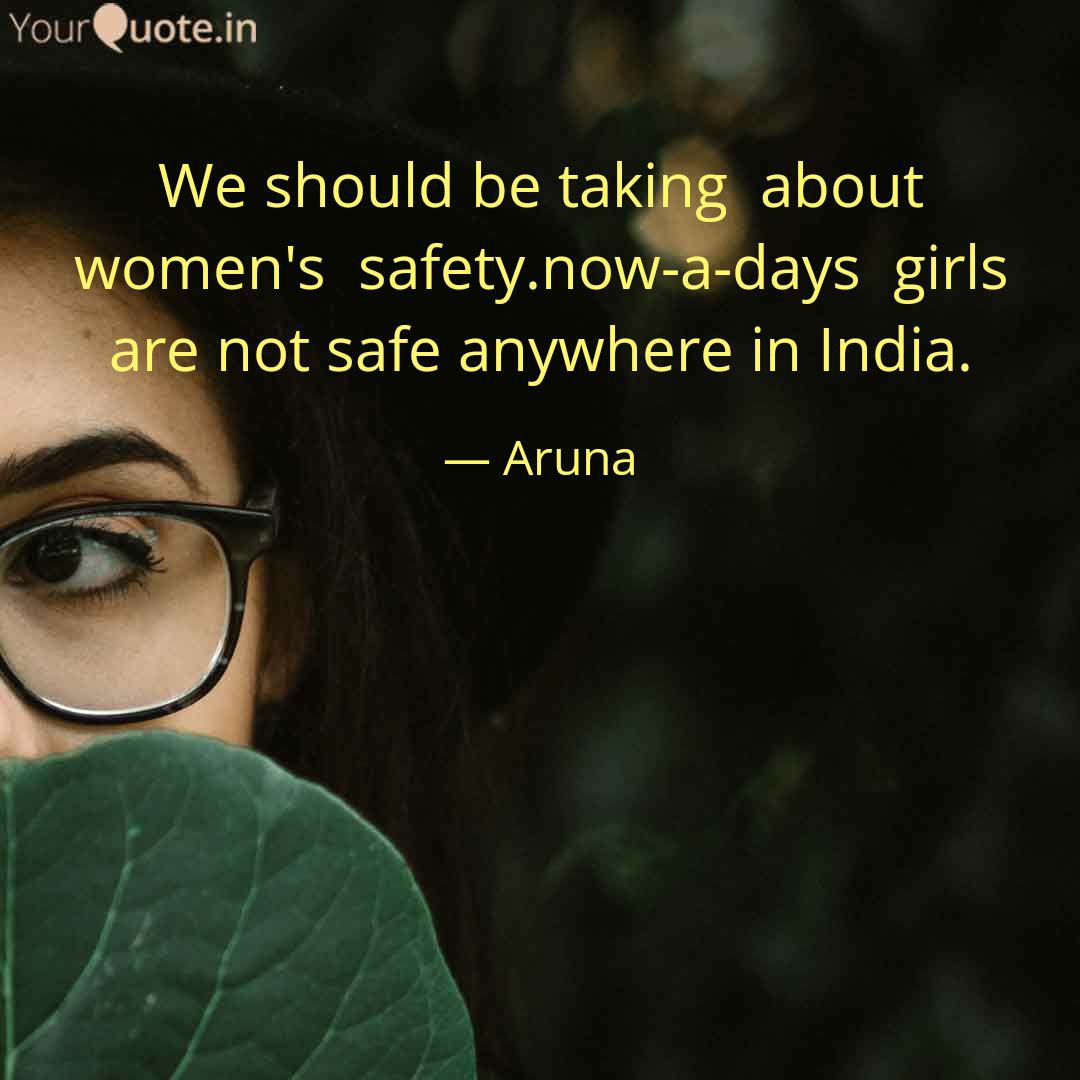 YourQuote.in
We should be taking about
women's safety.now-a-days girls
are not safe anywhere in India.
— Aruna